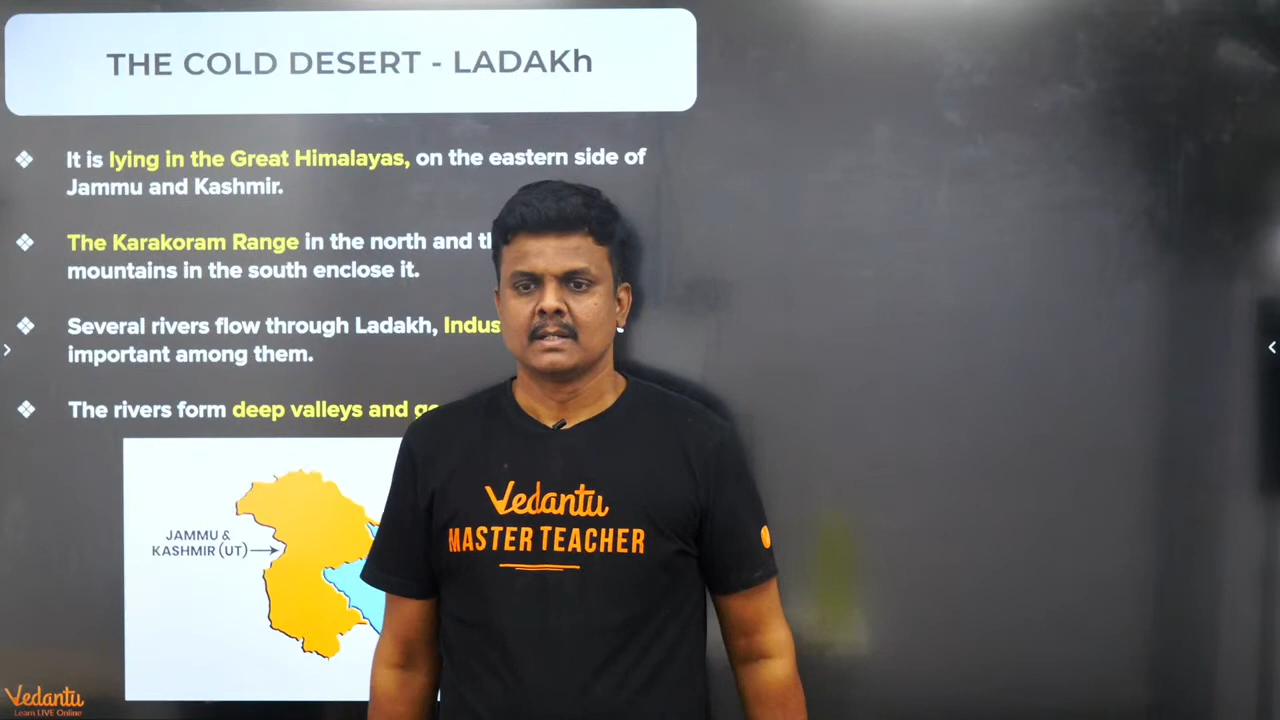 THE COLD DESERT - LADAKh
❖ It is lying in the Great Himalayas, on the eastern side of
Jammu and Kashmir.
❖ The Karakoram Range in the north and
mountains in the south enclose it.
❖ Several rivers flow through Ladakh, Indus
important among them.
❖ The rivers form deep valleys and
JAMMU &
KASHMIR (UT)
Vedantu
MASTER TEACHER
Vedantu
Learn LIVE Online